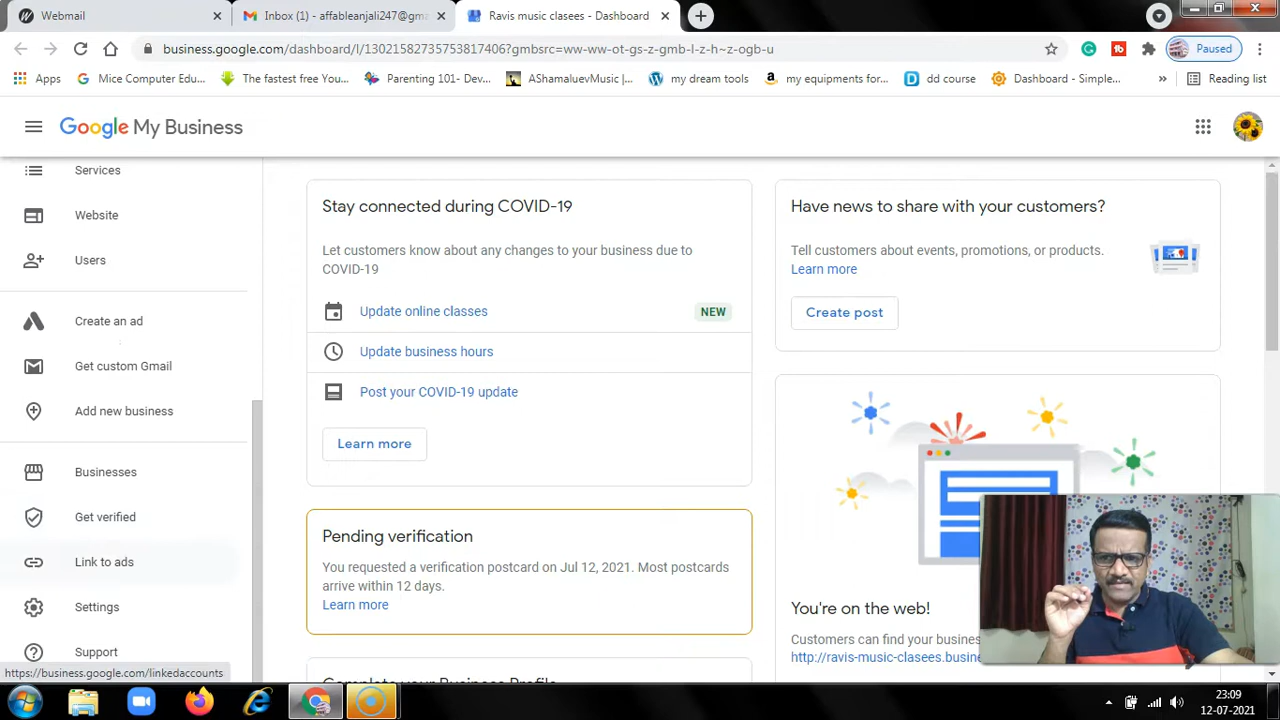 Webmail
Inbox (1) - affableanjali247@gma
Ravis music clasees - Dashboard
business.google.com/dashboard/l/13021582735753817406?gmbsrc=ww-ww-ot-gs-z-gmb-l-z-h~z-ogb-u
Paused
Apps
Mice Computer Edu...
The fastest free You...
Parenting 101- Dev...
AShamaluevMusic |...
my dream tools
my equipments for...
dd course
Dashboard - Simple...
»
Reading list
Google My Business
Services
Website
Users
Create an ad
Get custom Gmail
Add new business
Businesses
Get verified
Link to ads
Settings
Support
https://business.google.com/linkedaccounts
Stay connected during COVID-19
Let customers know about any changes to your business due to
COVID-19
Update online classes
NEW
Update business hours
Post your COVID-19 update
Learn more
Pending verification
You requested a verification postcard on Jul 12, 2021. Most postcards
arrive within 12 days.
Learn more
Complete your Business Profile
Have news to share with your customers?
Tell customers about events, promotions, or products.
Learn more
Create post
You're on the web!
Customers can find your busine
http://ravis-music-clasees.busine
23:09
12-07-2021